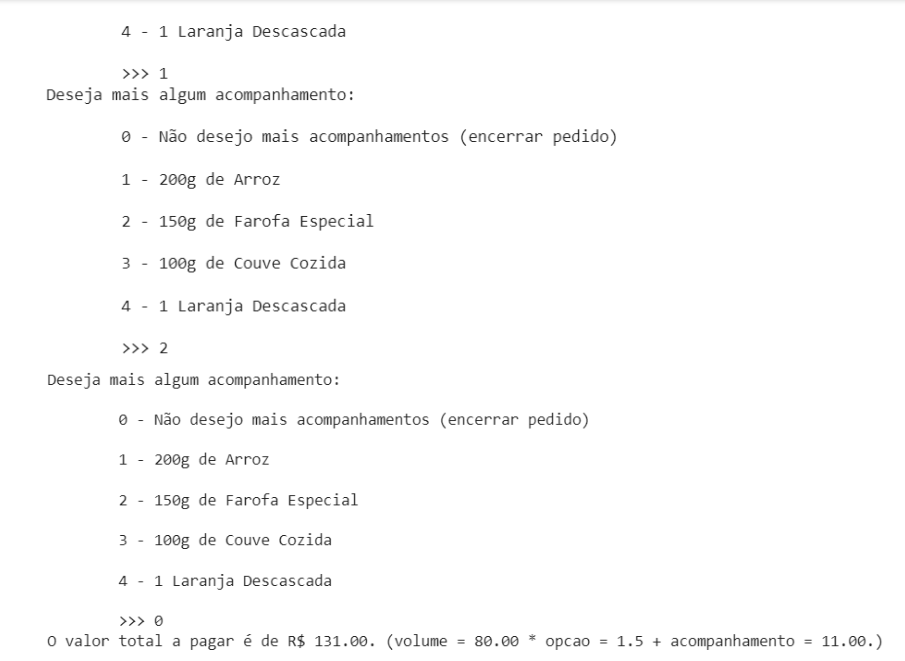 4 - 1 Laranja Descascada
>>> 1
Deseja mais algum acompanhamento:
0 - Não desejo mais acompanhamentos (encerrar pedido)
1 - 200g de Arroz
2 - 150g de Farofa Especial
3 - 100g de Couve Cozida
4 - 1 Laranja Descascada
>>> 2
Deseja mais algum acompanhamento:
0 - Não desejo mais acompanhamentos (encerrar pedido)
1 - 200g de Arroz
2 - 150g de Farofa Especial
3 - 100g de Couve Cozida
4 - 1 Laranja Descascada
>>> 0
O valor total a pagar é de R$ 131.00. (volume = 80.00 * opcao = 1.5 + acompanhamento = 11.00.)